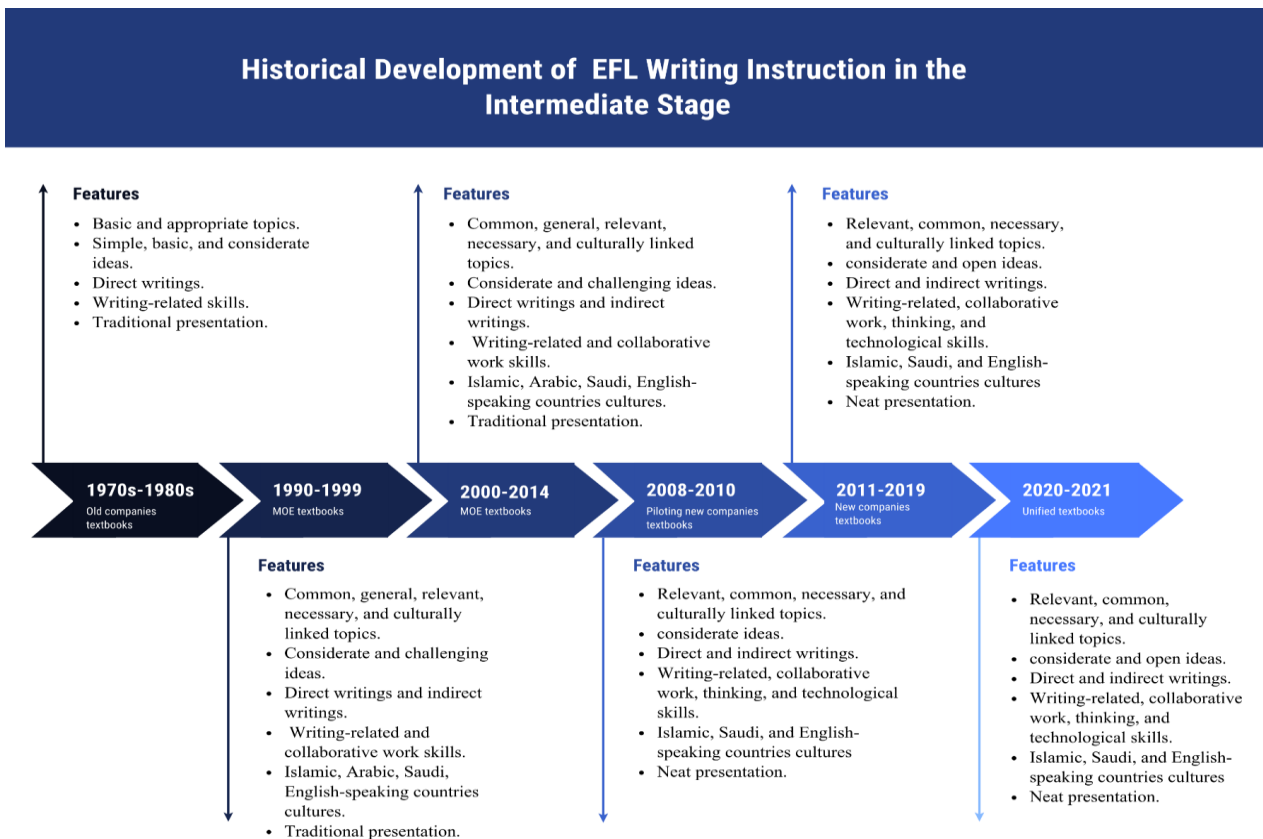 Historical Development of EFL Writing Instruction in the
Intermediate Stage
Features
• Basic and appropriate topics.
• Simple, basic, and considerate
ideas.
• Direct writings.
• Writing-related skills.
• Traditional presentation.
Features
• Common, general, relevant,
necessary, and culturally linked
topics.
• Considerate and challenging ideas.
• Direct writings and indirect
writings.
• Writing-related and collaborative
work skills.
• Islamic, Arabic, Saudi, English-
speaking countries cultures.
• Traditional presentation.
Features
• Relevant, common, necessary,
and culturally linked topics.
• considerate and open ideas.
• Direct and indirect writings.
• Writing-related, collaborative
work, thinking, and
technological skills.
• Islamic, Saudi, and English-
speaking countries cultures
• Neat presentation.
1970s-1980s
Old companies
textbooks
1990-1999
MOE textbooks
2000-2014
MOE textbooks
2008-2010
Piloting new companies
textbooks
2011-2019
New companies
textbooks
2020-2021
Unified textbooks
Features
• Common, general, relevant,
necessary, and culturally
linked topics.
• Considerate and challenging
ideas.
• Direct writings and indirect
writings.
• Writing-related and
collaborative work skills.
• Islamic, Arabic, Saudi,
English-speaking countries
cultures.
• Traditional presentation.
Features
• Relevant, common, necessary, and
culturally linked topics.
• considerate ideas.
• Direct and indirect writings.
• Writing-related, collaborative
work, thinking, and technological
skills.
• Islamic, Saudi, and English-
speaking countries cultures
• Neat presentation.
Features
• Relevant, common,
necessary, and culturally
linked topics.
• considerate and open ideas.
• Direct and indirect writings.
• Writing-related, collaborative
work, thinking, and
technological skills.
• Islamic, Saudi, and English-
speaking countries cultures
• Neat presentation.